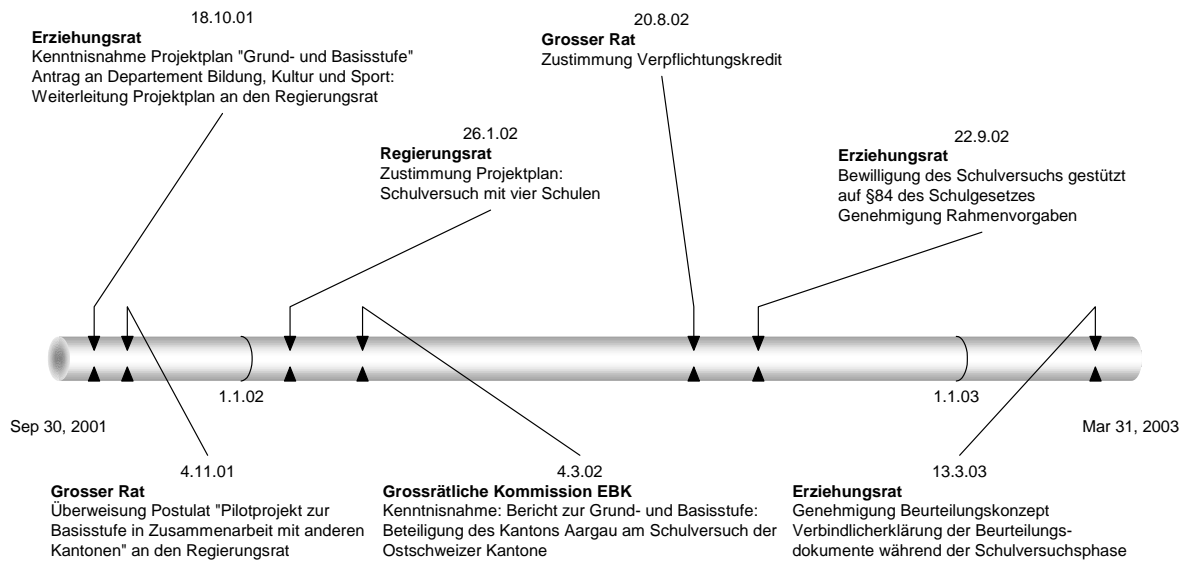 18.10.01
Erziehungsrat
Kenntnisnahme Projektplan "Grund- und Basisstufe"
Antrag an Departement Bildung, Kultur und Sport:
Weiterleitung Projektplan an den Regierungsrat
20.8.02
Grosser Rat
Zustimmung Verpflichtungskredit
26.1.02
Regierungsrat
Zustimmung Projektplan:
Schulversuch mit vier Schulen
22.9.02
Erziehungsrat
Bewilligung des Schulversuchs gestützt
auf §84 des Schulgesetzes
Genehmigung Rahmenvorgaben
1.1.02
1.1.03
Sep 30, 2001
Mar 31, 2003
4.11.01
Grosser Rat
Überweisung Postulat "Pilotprojekt zur
Basisstufe in Zusammenarbeit mit anderen
Kantonen" an den Regierungsrat
4.3.02
Grossrätliche Kommission EBK
Kenntnisnahme: Bericht zur Grund- und Basisstufe:
Beteiligung des Kantons Aargau am Schulversuch der
Ostschweizer Kantone
13.3.03
Erziehungsrat
Genehmigung Beurteilungskonzept
Verbindlicherklärung der Beurteilungs-
dokumente während der Schulversuchsphase